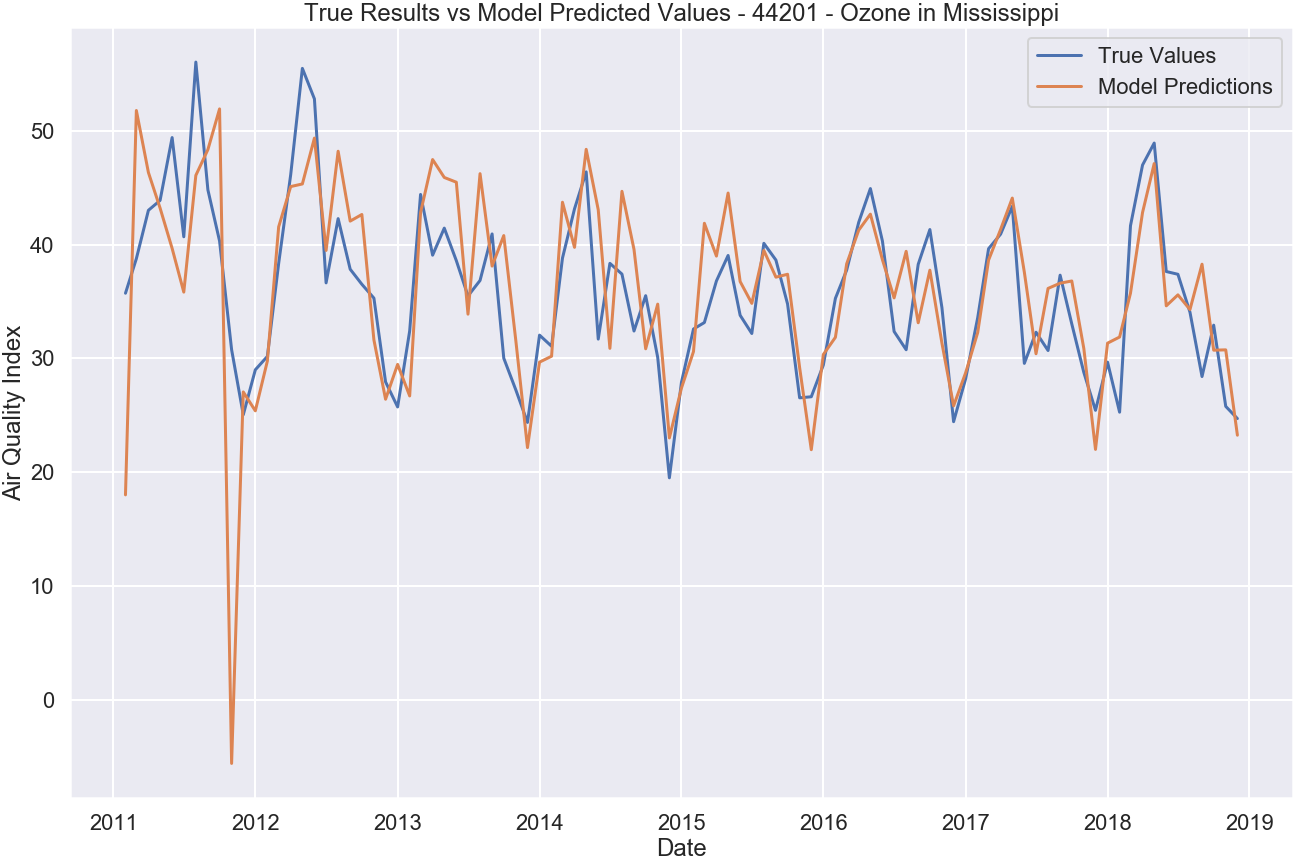 True Results vs Model Predicted Values - 44201 - Ozone in Mississippi
True Values
Model Predictions
Air Quality Index
50
40
30
20
10
0
2011 2012 2013 2014 2015 2016 2017 2018 2019
Date